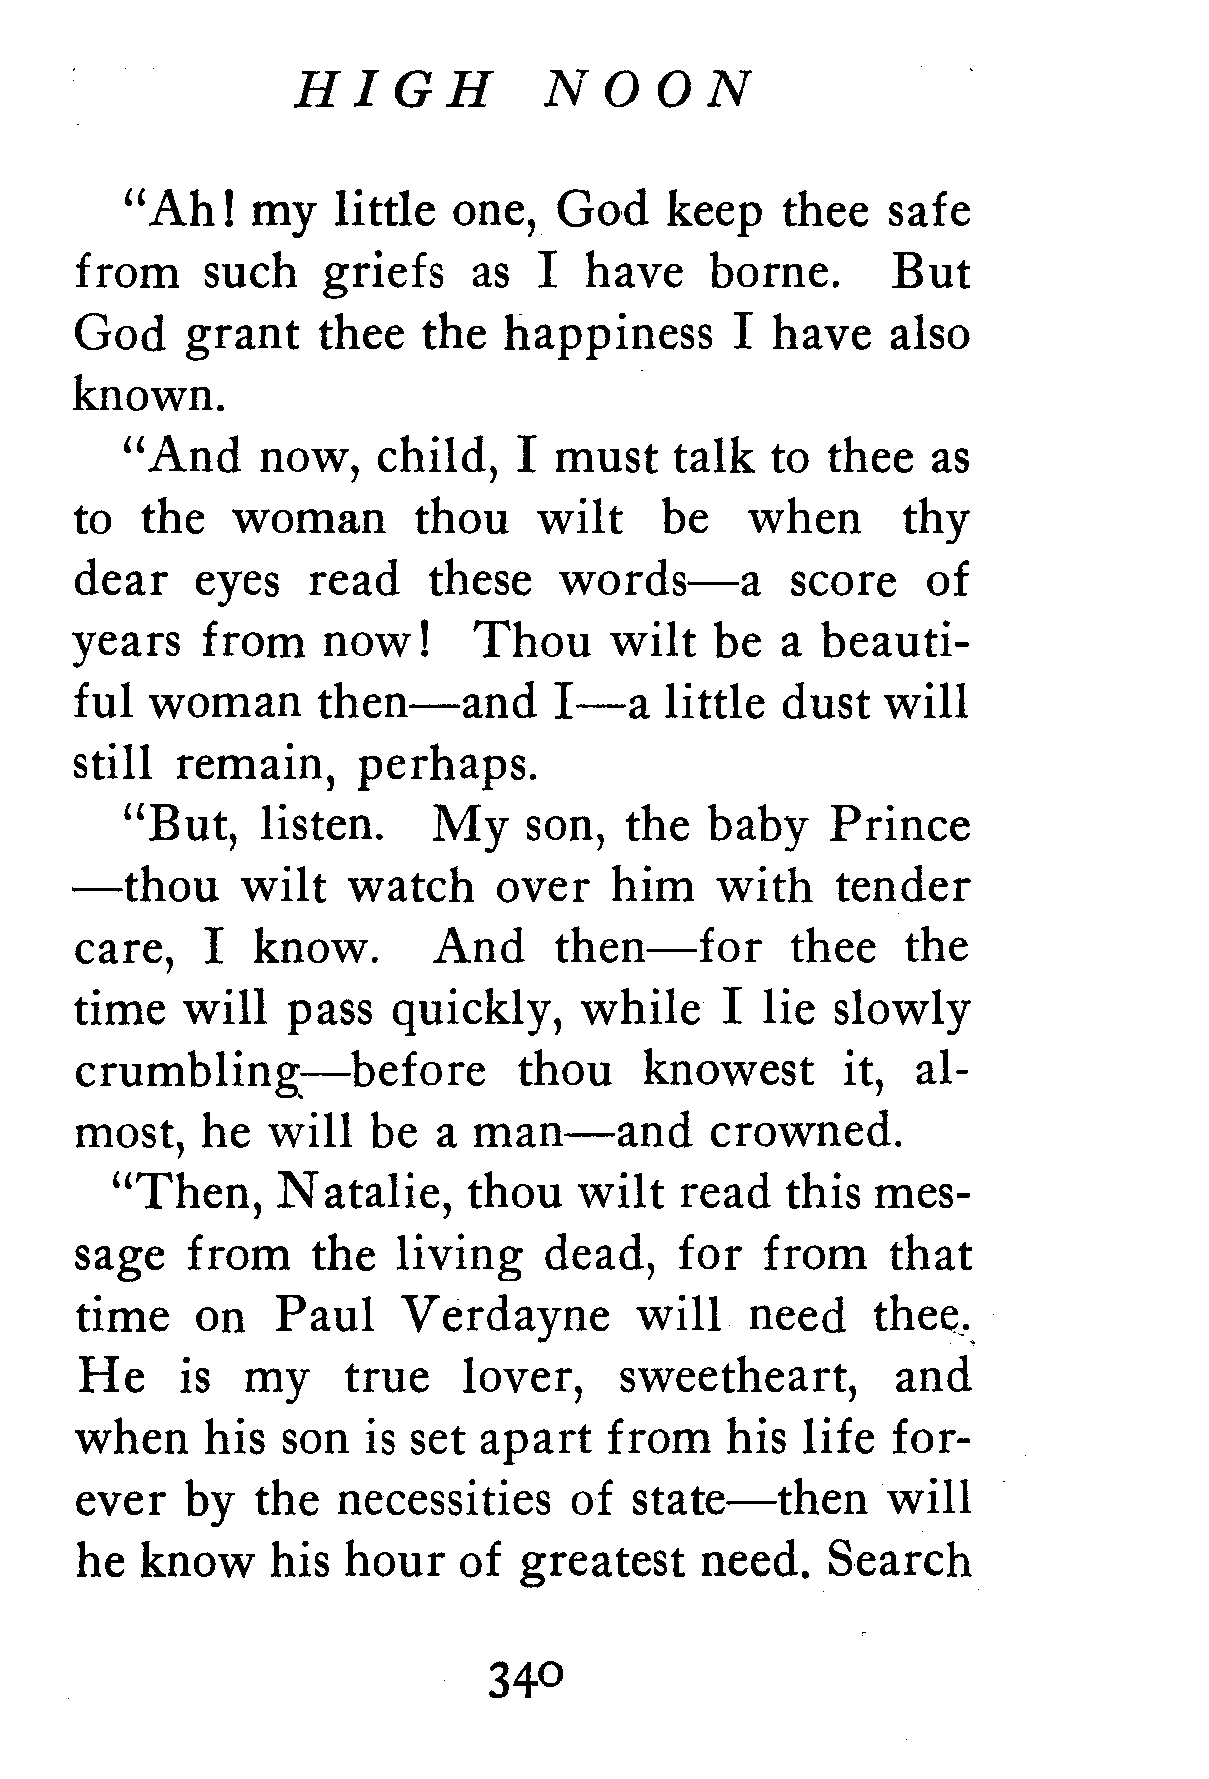 HIGH NOON
"Ah! my little one, God keep thee safe
from such griefs as I have borne. But
God grant thee the happiness I have also
known.
"And now, child, I must talk to thee as
to the woman thou wilt be when thy
dear eyes read these words—a score of
years from now! Thou wilt be a beauti-
ful woman then—and I—a little dust will
still remain, perhaps.
"But, listen. My son, the baby Prince
—thou wilt watch over him with tender
care, I know. And then—for thee the
time will pass quickly, while I lie slowly
crumbling—before thou knowest it, al-
most, he will be a man—and crowned.
"Then, Natalie, thou wilt read this mes-
sage from the living dead, for from that
time on Paul Verdayne will need thee.
He is my true lover, sweetheart, and
when his son is set apart from his life for-
ever by the necessities of state—then will
he know his hour of greatest need. Search
340